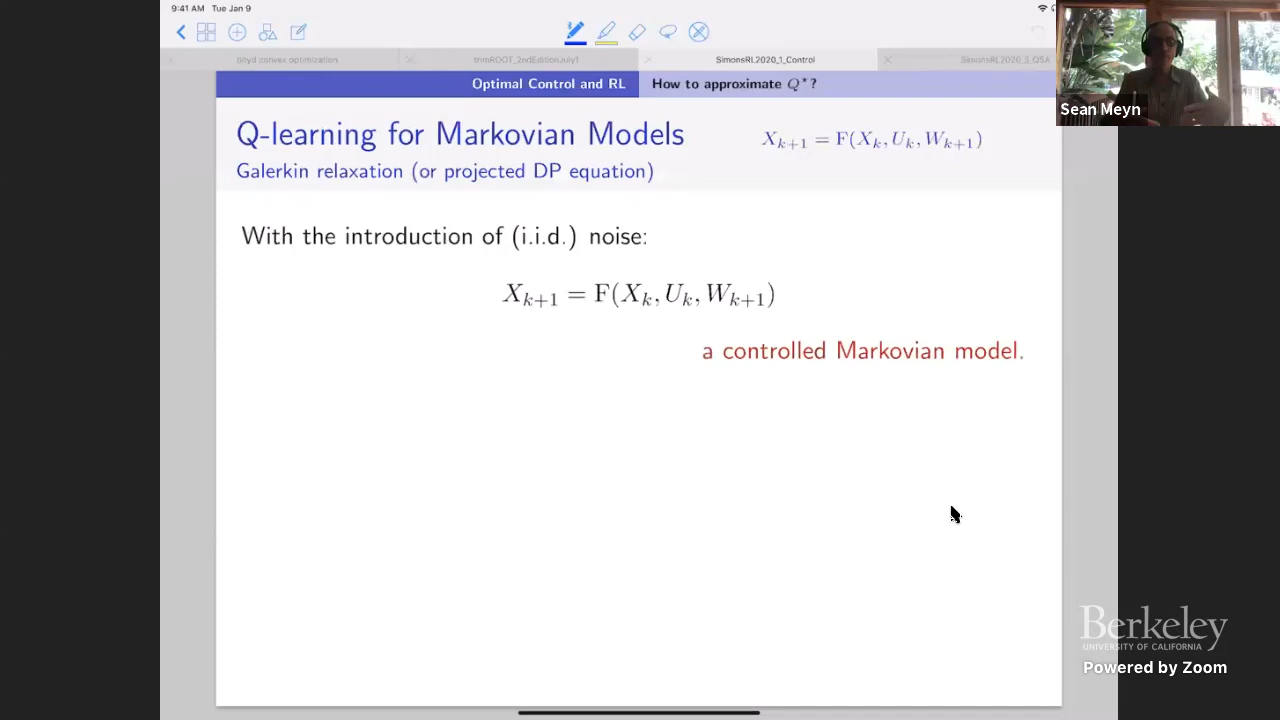 9:41 AM Tue Jan 9
boyd convex optimization
trimROOT_2ndEditionJuly1
SimonsRL2020_1_Control
SimonsRL2020_3_QSA
Optimal Control and RL
How to approximate Q*?
Sean Meyn
Q-learning for Markovian Models
X_{k+1} = F(X_k, U_k, W_{k+1})
Galerkin relaxation (or projected DP equation)
With the introduction of (i.i.d.) noise:
X_{k+1} = F(X_k, U_k, W_{k+1})
a controlled Markovian model.
Berkeley
UNIVERSITY OF CALIFORNIA
Powered by Zoom